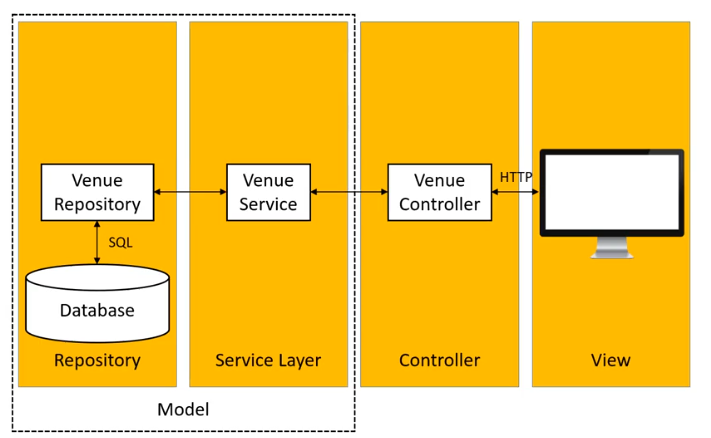 Venue
Repository
Venue
Service
Venue
Controller
HTTP
SQL
Database
Repository
Service Layer
Controller
View
Model